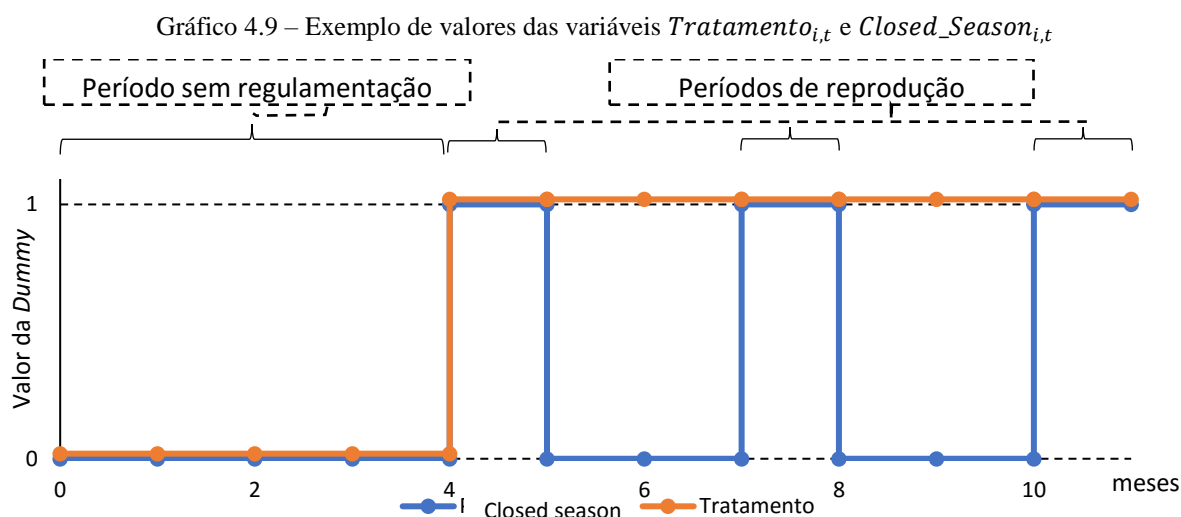 Gráfico 4.9 – Exemplo de valores das variáveis Tratamento_{i,t} e Closed_Season_{i,t}
Período sem regulamentação
Períodos de reprodução
Valor da Dummy
1
0
0 2 4 6 8 10 meses
Closed season Tratamento